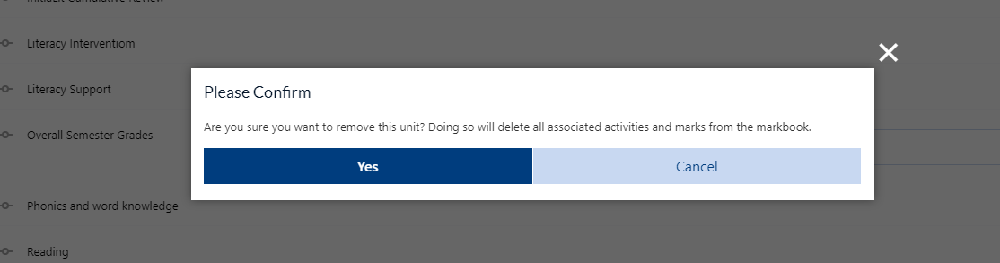 Literacy Interventiom
Literacy Support
Overall Semester Grades
Phonics and word knowledge
Reading
Please Confirm
Are you sure you want to remove this unit? Doing so will delete all associated activities and marks from the markbook.
Yes
Cancel